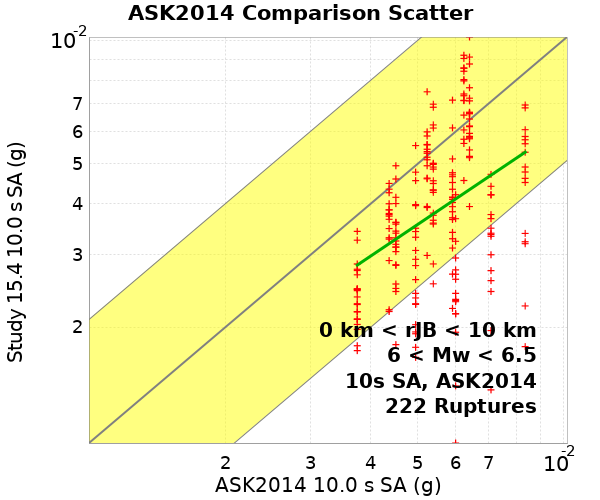 ASK2014 Comparison Scatter
10-2
7
6
5
4
3
2
Study 15.4 10.0 s SA (g)
0 km < rJB < 10 km
6 < Mw < 6.5
10s SA, ASK2014
222 Ruptures
2 3 4 5 6 7 10-2
ASK2014 10.0 s SA (g)